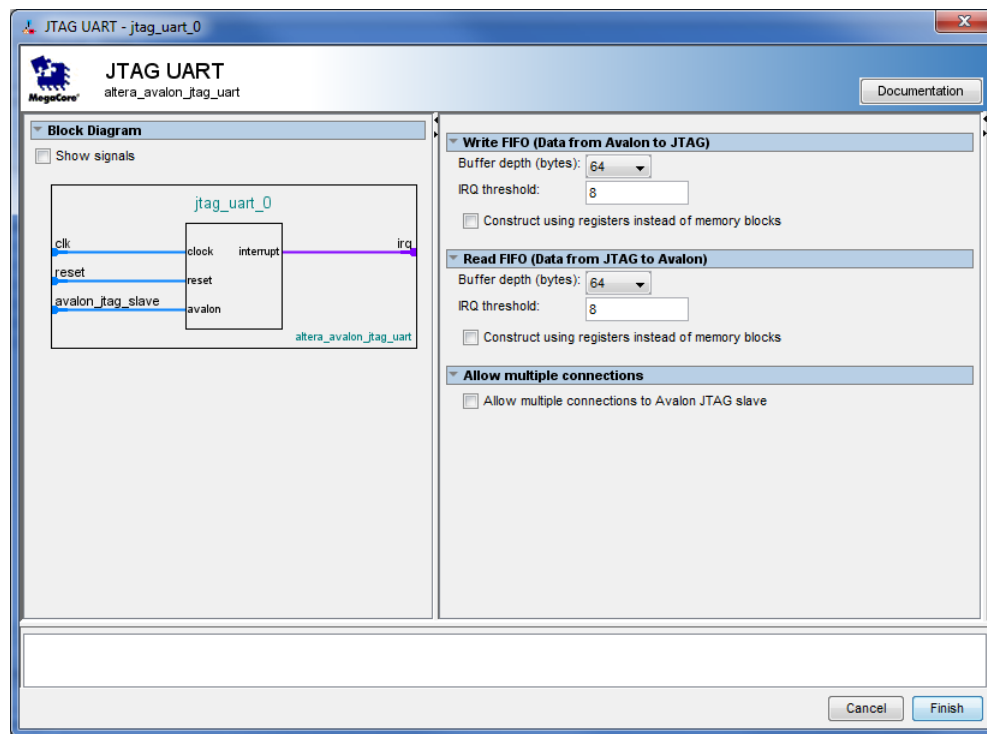 JTAG UART - jtag_uart_0
MegaCore'
JTAG UART
altera_avalon_jtag_uart
Documentation
Block Diagram
Show signals
jtag_uart_0
clk
clock
interrupt
irq
reset
reset
avalon_jtag_slave
avalon
altera_avalon_jtag_uart
Write FIFO (Data from Avalon to JTAG)
Buffer depth (bytes): 64
IRQ threshold: 8
Construct using registers instead of memory blocks
Read FIFO (Data from JTAG to Avalon)
Buffer depth (bytes): 64
IRQ threshold: 8
Construct using registers instead of memory blocks
Allow multiple connections
Allow multiple connections to Avalon JTAG slave
Cancel
Finish